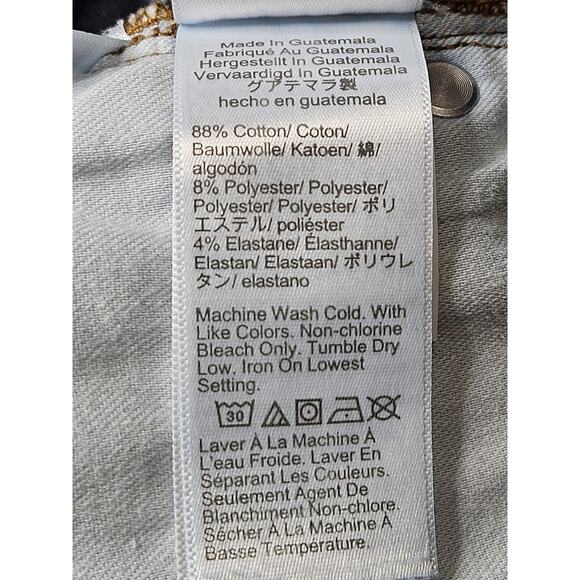 Made In Guatemala
Fabriqué Au Guatemala
Hergestellt In Guatemala
Vervaardigd In Guatemala
グアテマラ製
hecho en guatemala
88% Cotton/ Coton/
Baumwolle/ Katoen/ 綿/
algodón
8% Polyester/ Polyester/
Polyester/ Polyester/ ポリ
エステル/ poliéster
4% Elastane/ Élasthanne/
Elastan/ Elastaan/ ポリウレ
タン/ elastano
Machine Wash Cold. With
Like Colors. Non-chlorine
Bleach Only. Tumble Dry
Low. Iron On Lowest
Setting.
30
Laver À La Machine À
L'eau Froide. Laver En
Séparant Les Couleurs.
Seulement Agent De
Blanchiment Non-chlore.
Sécher À La Machine À
Basse Température.